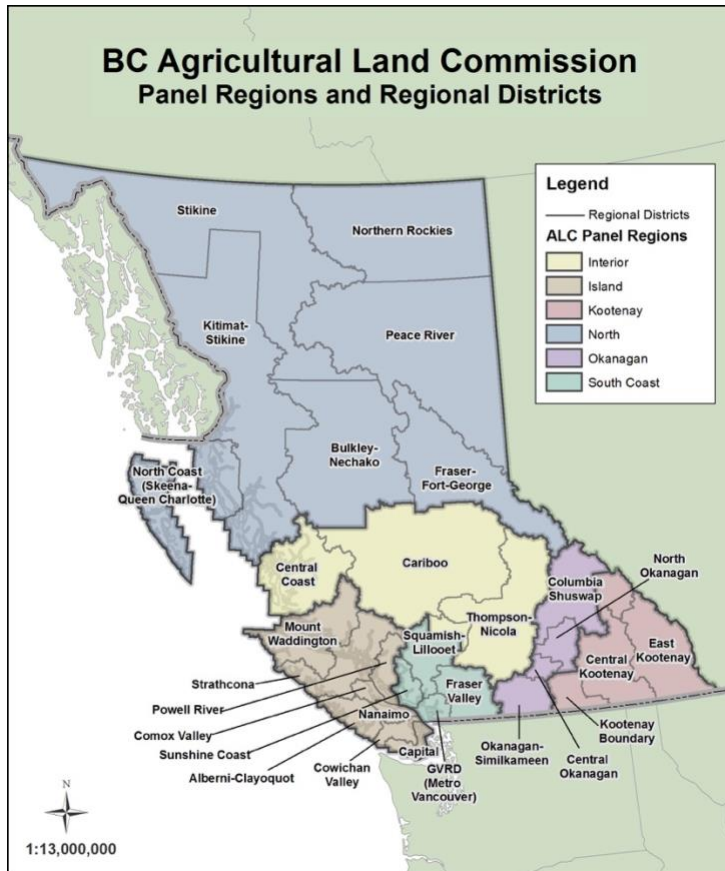 BC Agricultural Land Commission
Panel Regions and Regional Districts
Legend
Regional Districts
ALC Panel Regions
Interior
Island
Kootenay
North
Okanagan
South Coast
Stikine
Northern Rockies
Kitimat-
Stikine
Peace River
Bulkley-
Nechako
Fraser-
Fort-George
North Coast
(Skeena-
Queen Charlotte)
Central
Coast
Cariboo
North
Okanagan
Columbia
Shuswap
Mount
Waddington
Squamish-
Lillooet
Thompson-
Nicola
East
Kootenay
Central
Kootenay
Strathcona
Fraser
Valley
Powell River
Nanaimo
Comox Valley
Sunshine Coast
Alberni-Clayoquot
Cowichan
Valley
Capital
GVRD
(Metro
Vancouver)
Okanagan-
Similkameen
Central
Okanagan
Kootenay
Boundary
N
1:13,000,000